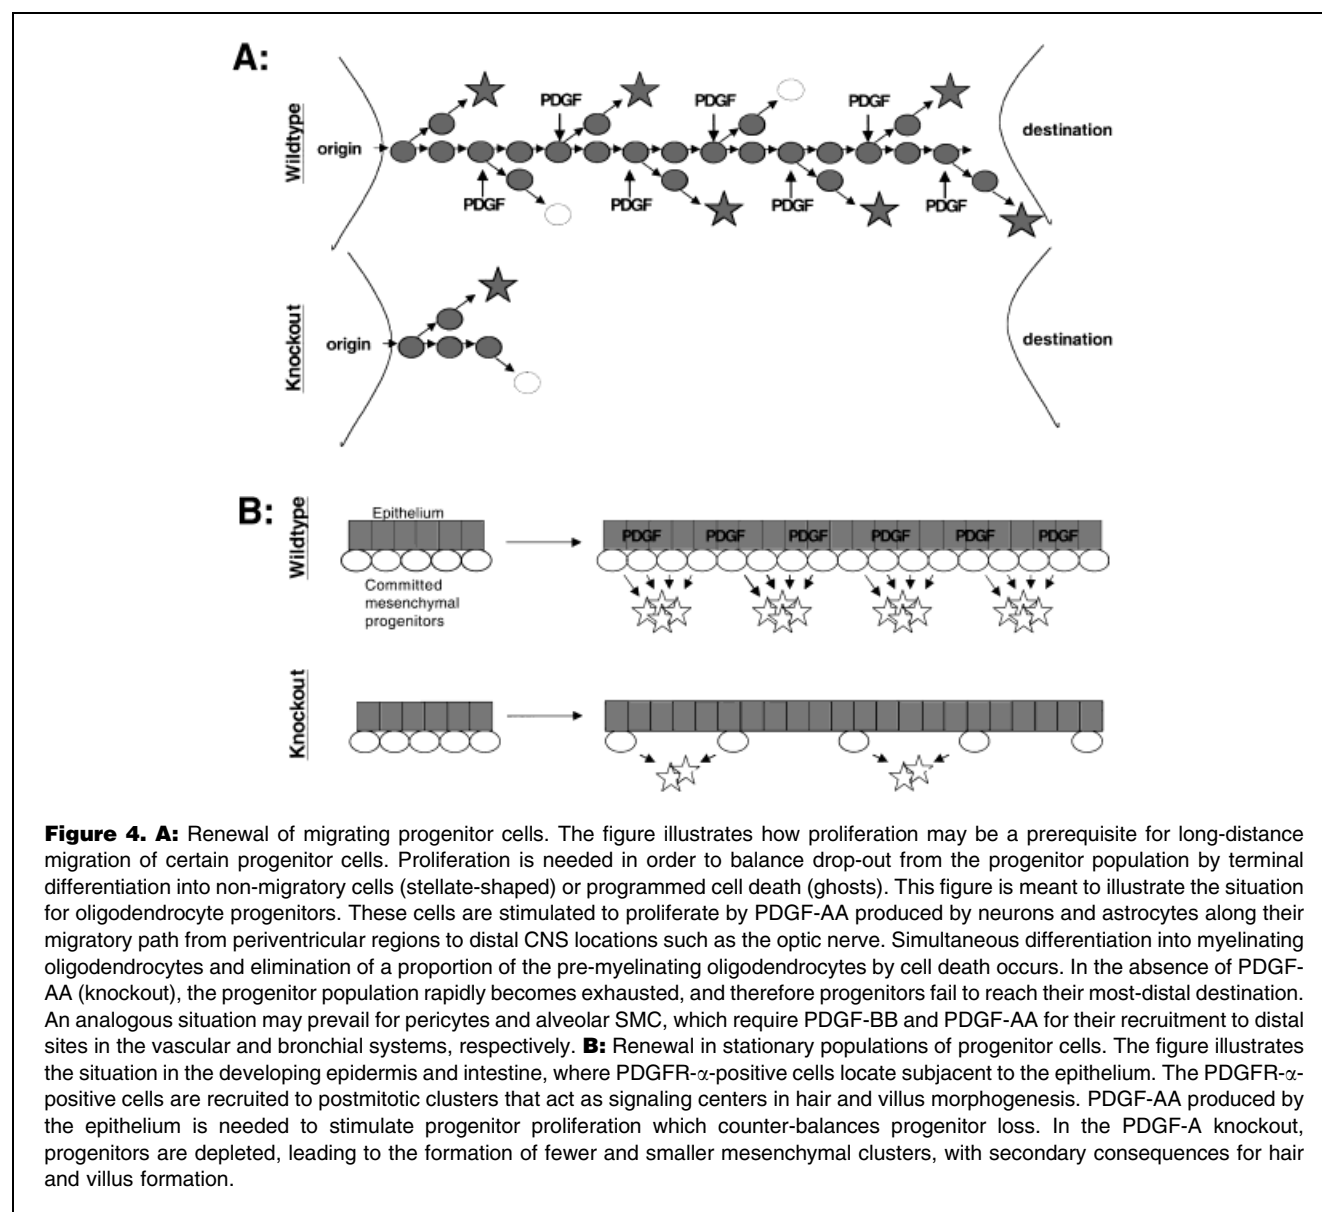 A:
Wildtype
PDGF PDGF PDGF
origin
destination
PDGF PDGF PDGF PDGF
Knockout
origin
destination
B:
Wildtype
Epithelium
PDGF PDGF PDGF PDGF PDGF PDGF
Committed
mesenchymal
progenitors
Knockout
Figure 4. A: Renewal of migrating progenitor cells. The figure illustrates how proliferation may be a prerequisite for long-distance
migration of certain progenitor cells. Proliferation is needed in order to balance drop-out from the progenitor population by terminal
differentiation into non-migratory cells (stellate-shaped) or programmed cell death (ghosts). This figure is meant to illustrate the situation
for oligodendrocyte progenitors. These cells are stimulated to proliferate by PDGF-AA produced by neurons and astrocytes along their
migratory path from periventricular regions to distal CNS locations such as the optic nerve. Simultaneous differentiation into myelinating
oligodendrocytes and elimination of a proportion of the pre-myelinating oligodendrocytes by cell death occurs. In the absence of PDGF-
AA (knockout), the progenitor population rapidly becomes exhausted, and therefore progenitors fail to reach their most-distal destination.
An analogous situation may prevail for pericytes and alveolar SMC, which require PDGF-BB and PDGF-AA for their recruitment to distal
sites in the vascular and bronchial systems, respectively. B: Renewal in stationary populations of progenitor cells. The figure illustrates
the situation in the developing epidermis and intestine, where PDGFR-α-positive cells locate subjacent to the epithelium. The PDGFR-α-
positive cells are recruited to postmitotic clusters that act as signaling centers in hair and villus morphogenesis. PDGF-AA produced by
the epithelium is needed to stimulate progenitor proliferation which counter-balances progenitor loss. In the PDGF-A knockout,
progenitors are depleted, leading to the formation of fewer and smaller mesenchymal clusters, with secondary consequences for hair
and villus formation.